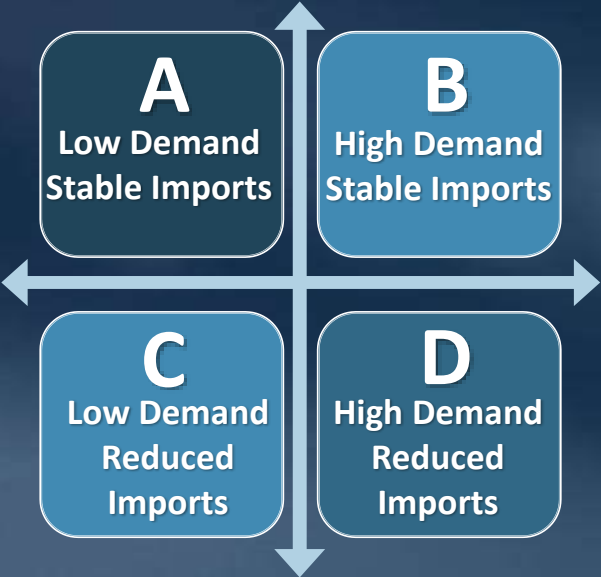 A
Low Demand
Stable Imports
B
High Demand
Stable Imports
C
Low Demand
Reduced
Imports
D
High Demand
Reduced
Imports